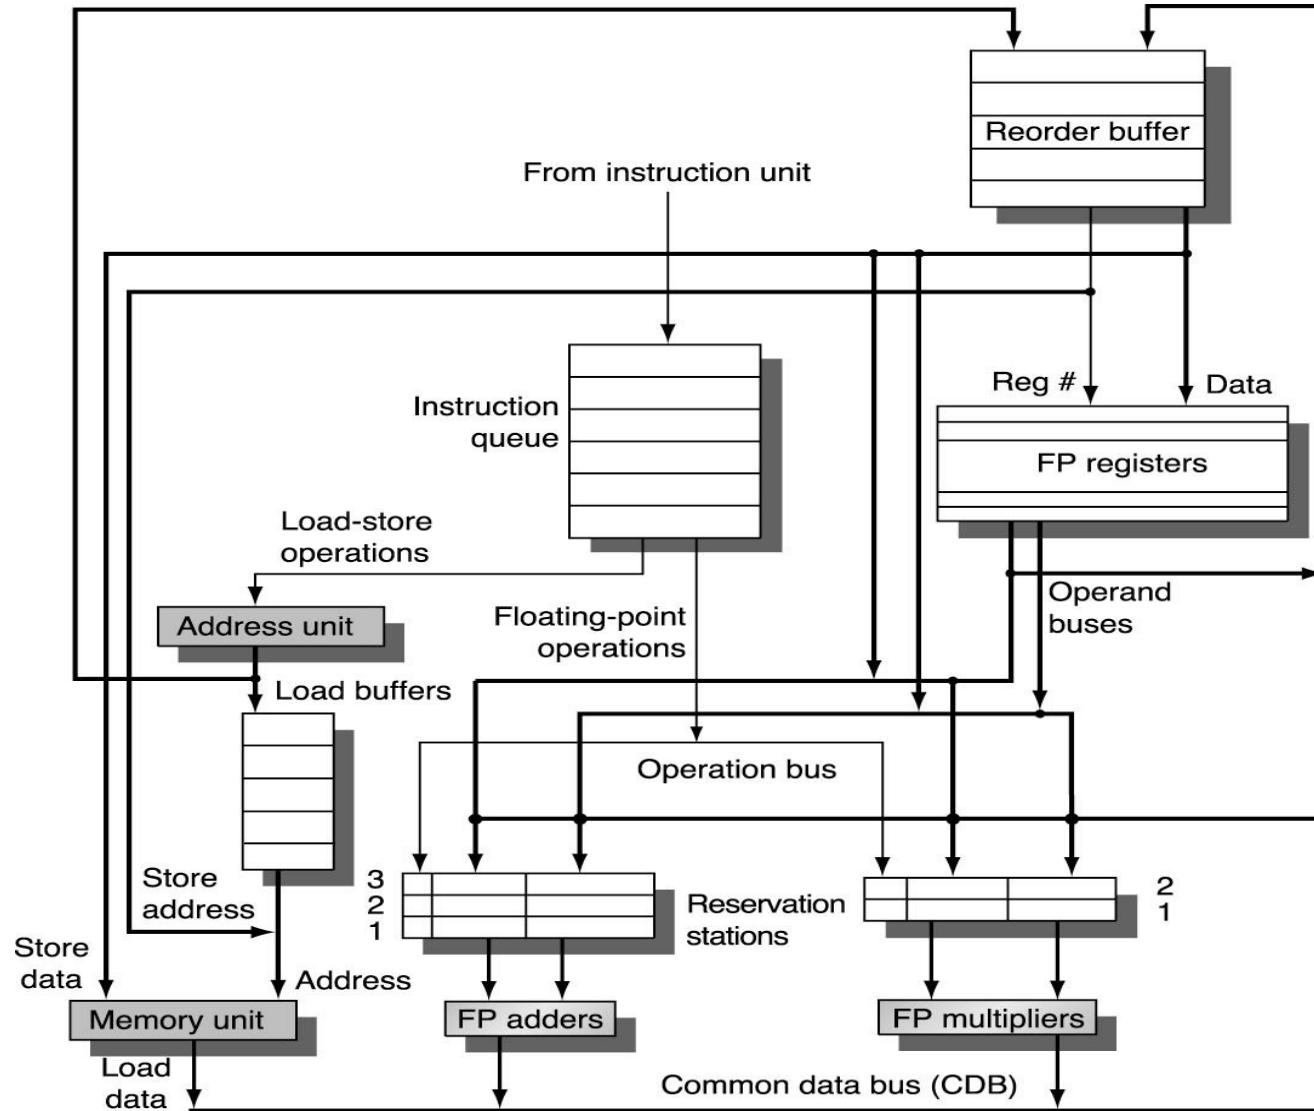 Reorder buffer
From instruction unit
Reg #
Data
Instruction
queue
FP registers
Load-store
operations
Operand
buses
Address unit
Floating-point
operations
Load buffers
Operation bus
Store
address
3
2
1
Reservation
stations
2
1
Store
data
Address
Memory unit
FP adders
FP multipliers
Load
data
Common data bus (CDB)